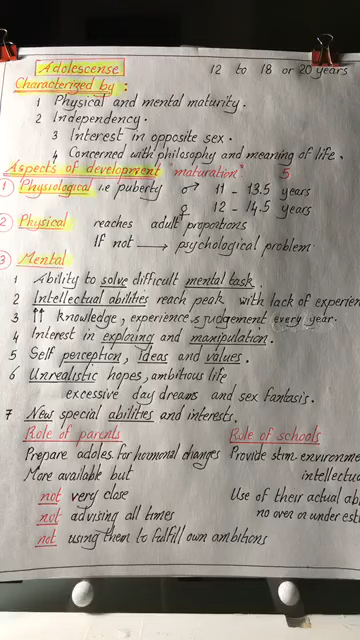 Adolescense 12 to 18 or 20 years
Characterized by :
1 Physical and mental maturity.
2 Independency.
3 Interest in opposite sex.
4 Concerned with philosophy and meaning of life.
Aspects of development "maturation" 5
1 Physiological i.e puberty ♂ 11 - 13.5 years
♀ 12 - 14.5 years
2 Physical reaches adult propotions
If not → psychological problem
3 Mental
1 Ability to solve difficult mental task.
2 Intellectual abilities reach peak with lack of experien
3 ↑↑ knowledge, experience & judgement every year.
4 Interest in exploring and manipulation.
5 Self perception, Ideas and values.
6 Unrealistic hopes, ambitious life
excessive day dreams and sex fantasis.
7 New special abilities and interests.
Role of parents Role of schools
Prepare adoles. for hormonal changes Provide stim. environme
More available but intellectua
not very close Use of their actual ab
not advising all times no over or under esti
not using them to fulfill own ambitions